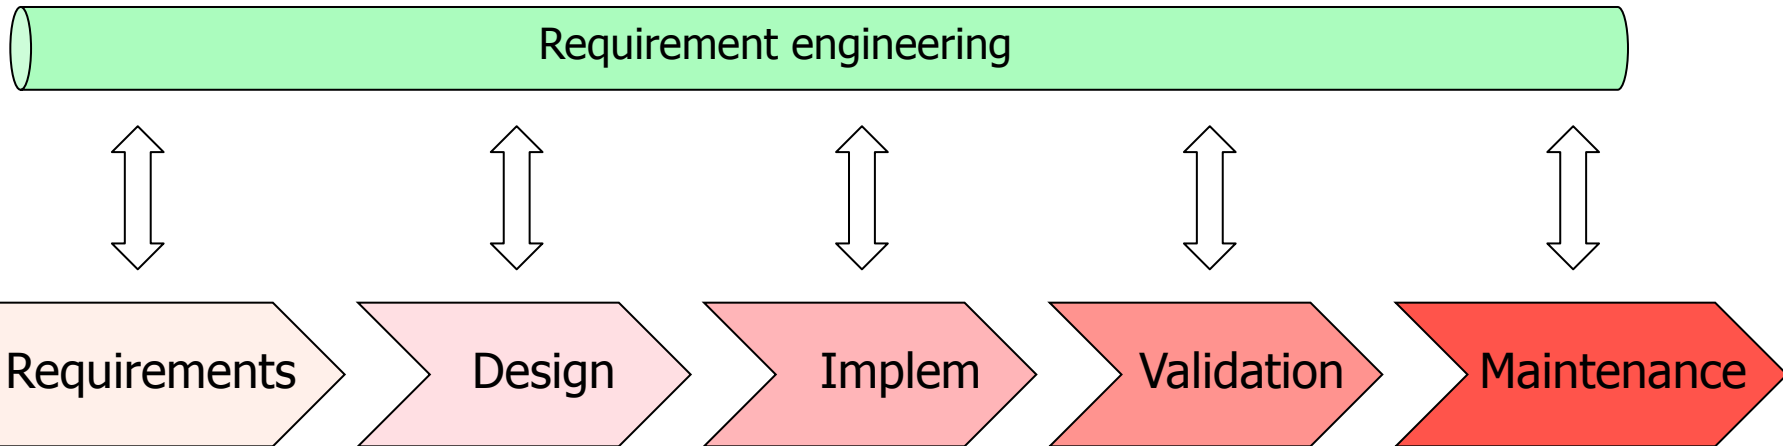 Requirement engineering
Requirements
Design
Implem
Validation
Maintenance